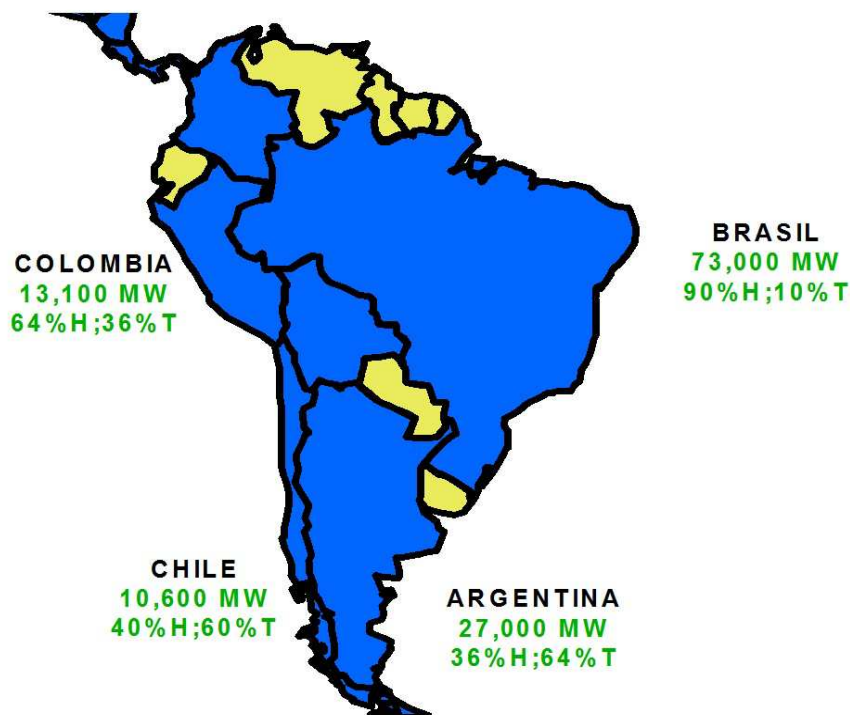 COLOMBIA
13,100 MW
64%H;36%T
BRASIL
73,000 MW
90%H;10%T
CHILE
10,600 MW
40%H;60%T
ARGENTINA
27,000 MW
36%H;64%T